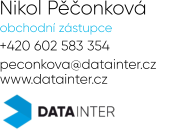 Nikol Pěčonková
obchodní zástupce
+420 602 583 354
peconkova@datainter.cz
www.datainter.cz
DATAINTER